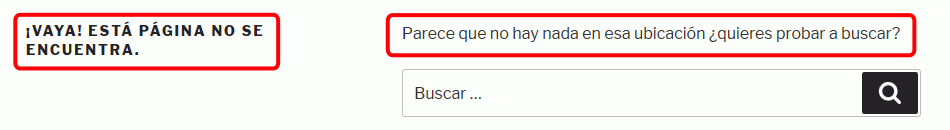 ¡VAYA! ESTÁ PÁGINA NO SE
ENCUENTRA.
Parece que no hay nada en esa ubicación ¿quieres probar a buscar?
Buscar ...